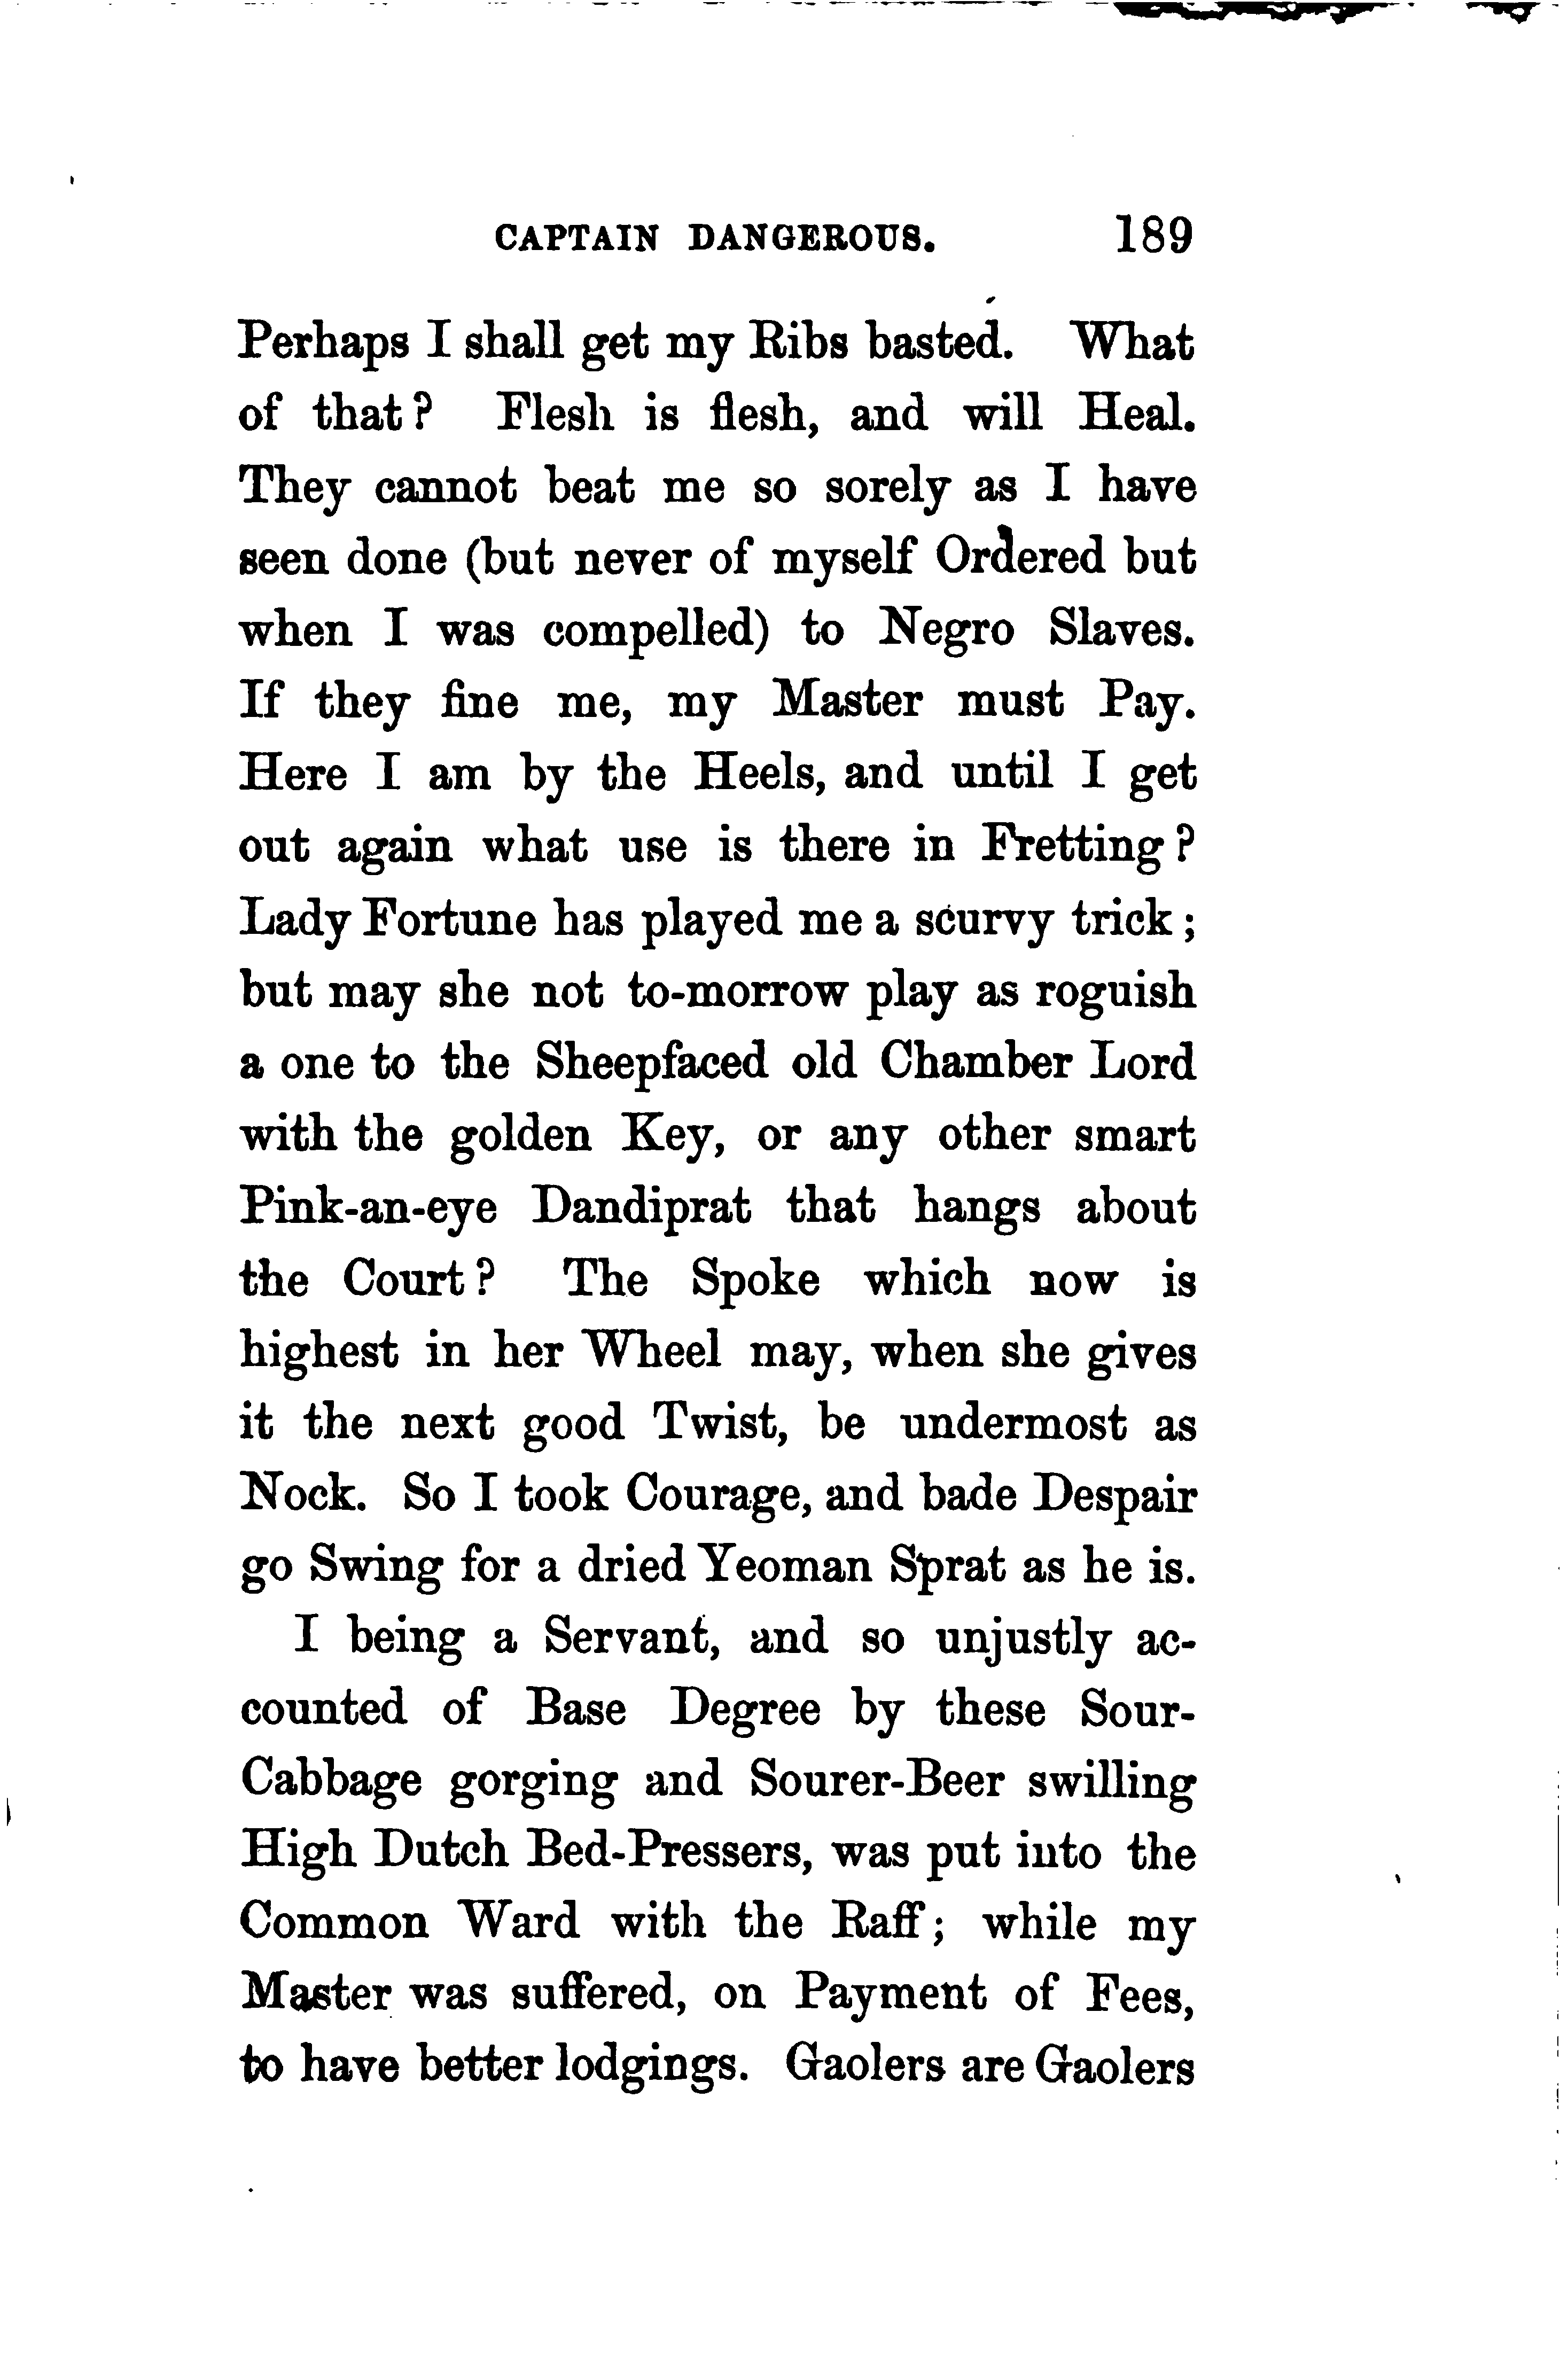 CAPTAIN DANGEROUS. 189
Perhaps I shall get my Ribs basted. What
of that? Flesh is flesh, and will Heal.
They cannot beat me so sorely as I have
seen done (but never of myself Ordered but
when I was compelled) to Negro Slaves.
If they fine me, my Master must Pay.
Here I am by the Heels, and until I get
out again what use is there in Fretting?
Lady Fortune has played me a scurvy trick;
but may she not to-morrow play as roguish
a one to the Sheepfaced old Chamber Lord
with the golden Key, or any other smart
Pink-an-eye Dandiprat that hangs about
the Court? The Spoke which now is
highest in her Wheel may, when she gives
it the next good Twist, be undermost as
Nock. So I took Courage, and bade Despair
go Swing for a dried Yeoman Sprat as he is.
I being a Servant, and so unjustly ac-
counted of Base Degree by these Sour-
Cabbage gorging and Sourer-Beer swilling
High Dutch Bed-Pressers, was put into the
Common Ward with the Raff; while my
Master was suffered, on Payment of Fees,
to have better lodgings. Gaolers are Gaolers